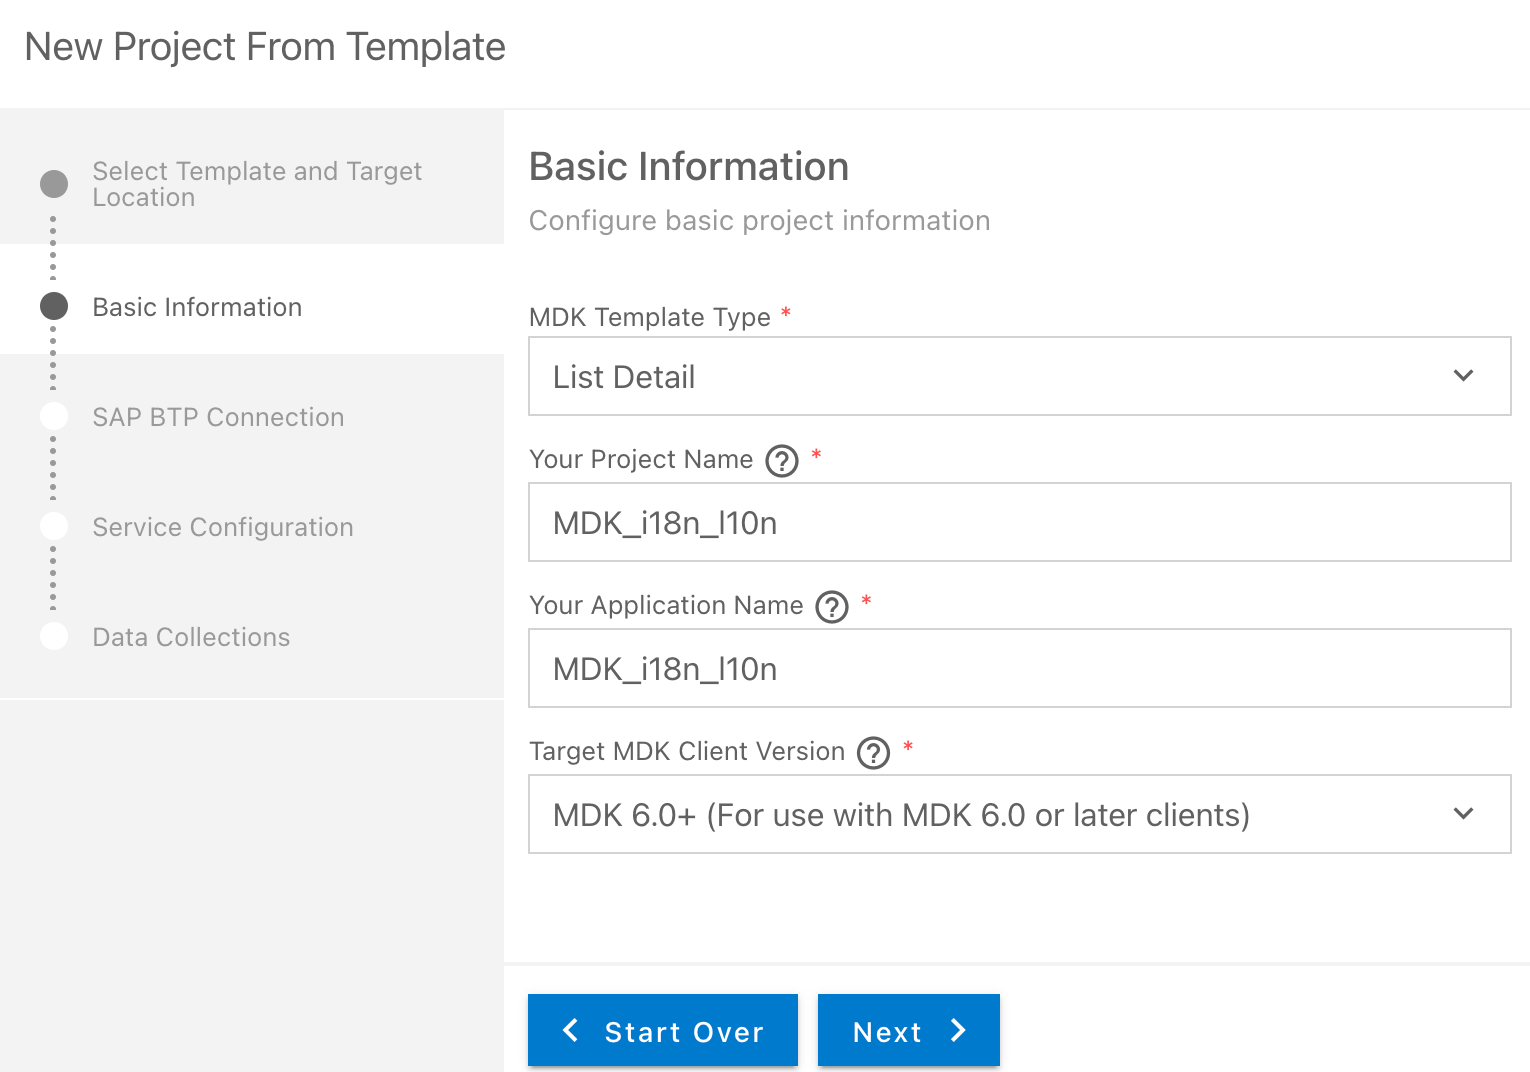 New Project From Template
Select Template and Target
Location
Basic Information
SAP BTP Connection
Service Configuration
Data Collections
Basic Information
Configure basic project information
MDK Template Type *
List Detail
Your Project Name ? *
MDK_i18n_l10n
Your Application Name ? *
MDK_i18n_l10n
Target MDK Client Version ? *
MDK 6.0+ (For use with MDK 6.0 or later clients)
Start Over
Next